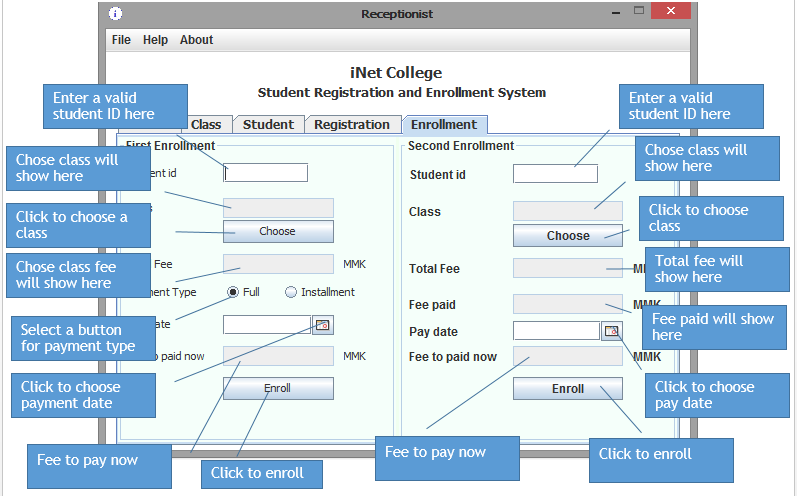 Receptionist
File Help About
iNet College
Student Registration and Enrollment System
Enter a valid
student ID here
Enter a valid
student ID here
Class Student Registration Enrollment
First Enrollment
Second Enrollment
Chose class will
show here
id
Student id
Chose class will
show here
Click to choose a
class
Choose
Class
Choose
Click to choose
class
Chose class fee
will show here
Fee
MMK
Total Fee
Total fee will
show here
Type
Full
Installment
Fee paid
MMK
Fee paid will show
here
Select a button
for payment type
Pay date
Click to choose
payment date
to paid now
MMK
Fee to paid now
MMK
Click to choose
pay date
Enroll
Enroll
Fee to pay now
Click to enroll
Fee to pay now
Click to enroll